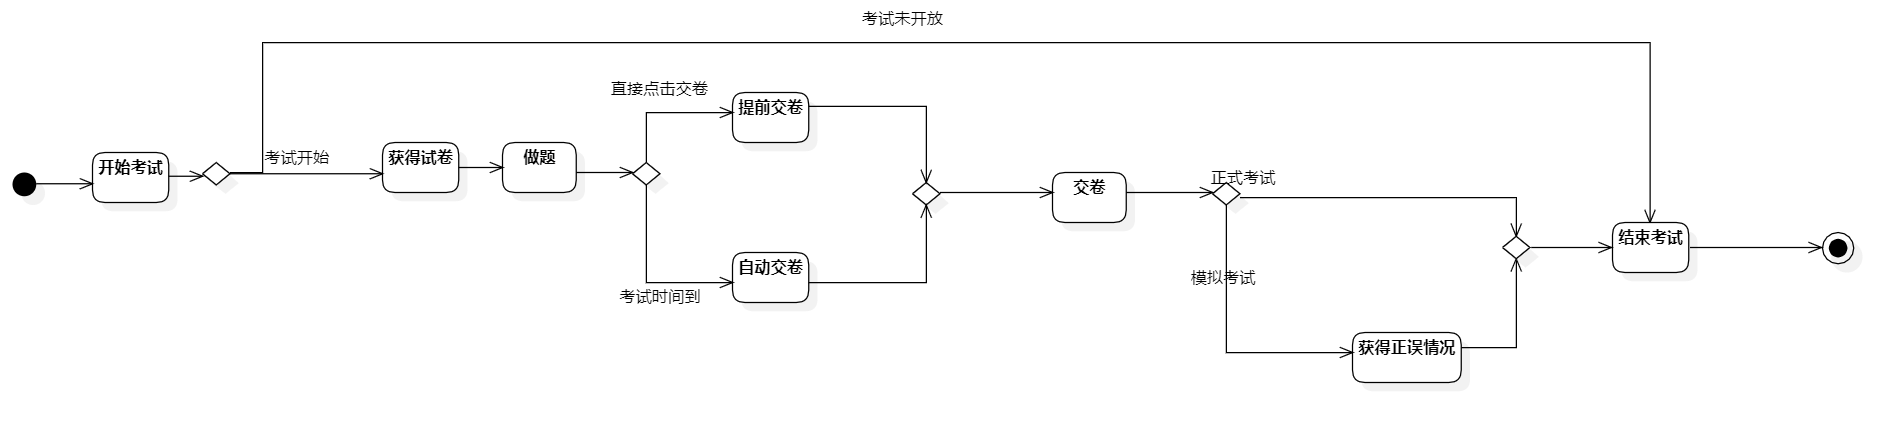 考试未开放
开始考试
考试开始
获得试卷
做题
直接点击交卷
提前交卷
自动交卷
考试时间到
交卷
正式考试
模拟考试
获得正误情况
结束考试